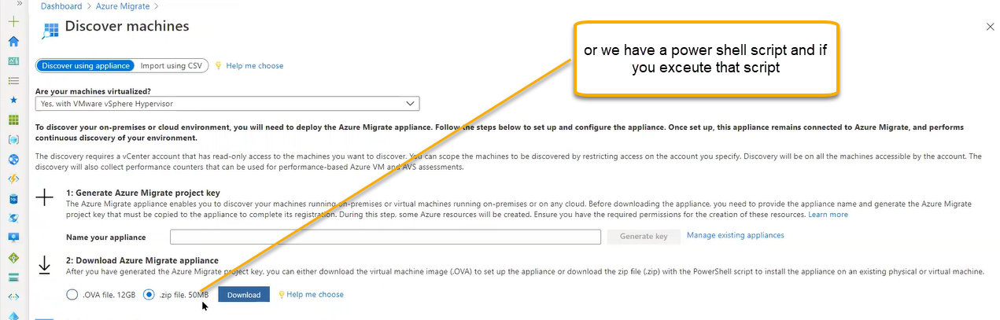 Dashboard > Azure Migrate >
Discover machines
or we have a power shell script and if
you exceute that script
Discover using appliance Import using CSV Help me choose
Are your machines virtualized?
Yes, with VMware vSphere Hypervisor
To discover your on-premises or cloud environment, you will need to deploy the Azure Migrate appliance. Follow the steps below to set up and configure the appliance. Once set up, this appliance remains connected to Azure Migrate, and performs
continuous discovery of your environment.
The discovery requires a vCenter account that has read-only access to the machines you want to discover. You can scope the machines to be discovered by restricting access on the account you specify. Discovery will be on all the machines accessible by the account. The
discovery will also collect performance counters that can be used for performance-based Azure VM and AVS assessments.
1: Generate Azure Migrate project key
The Azure Migrate appliance enables you to discover your machines running on-premises or virtual machines running on-premises or on any cloud. Before downloading the appliance, you need to provide the appliance name and generate the Azure Migrate
project key that must be copied to the appliance to complete its registration. During this step, some Azure resources will be created. Ensure you have the required permissions for the creation of these resources. Learn more
Name your appliance Generate key Manage existing appliances
2: Download Azure Migrate appliance
After you have generated the Azure Migrate project key, you can either download the virtual machine image (.OVA) to set up the appliance or download the zip file (.zip) with the PowerShell script to install the appliance on an existing physical or virtual machine.
.OVA file. 12GB .zip file. 50MB Download Help me choose